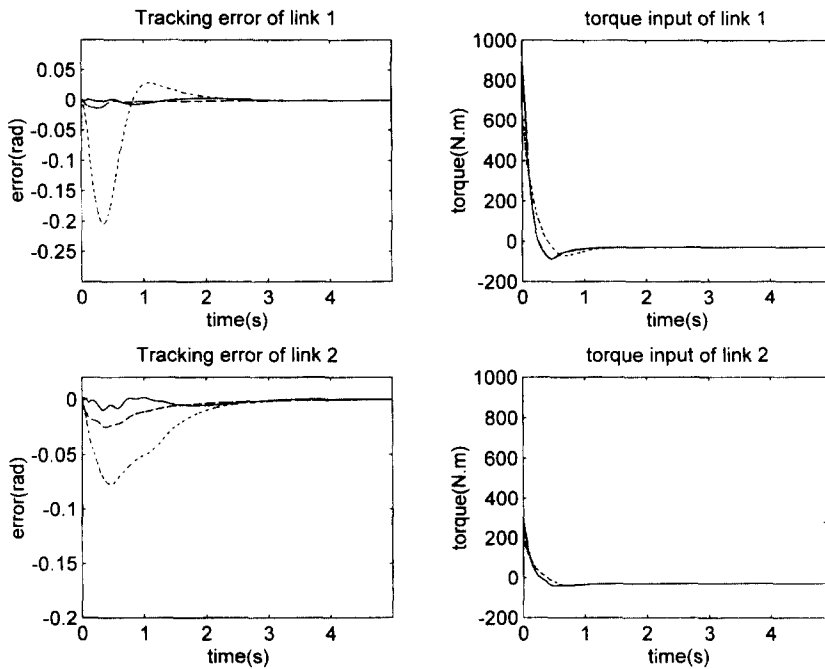 Tracking error of link 1
0.05
0
-0.05
-0.1
-0.15
-0.2
-0.25
error(rad)
0 1 2 3 4
time(s)
torque input of link 1
1000
800
600
400
200
0
-200
torque(N.m)
0 1 2 3 4
time(s)
Tracking error of link 2
0
-0.05
-0.1
-0.15
-0.2
error(rad)
0 1 2 3 4
time(s)
torque input of link 2
1000
800
600
400
200
0
-200
torque(N.m)
0 1 2 3 4
time(s)